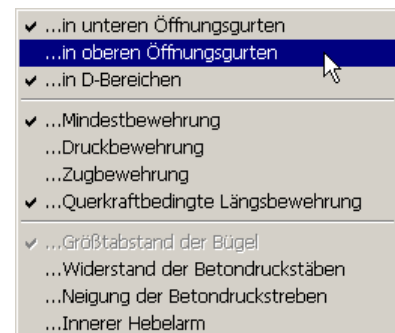 ...in unteren Öffnungsgurten
...in oberen Öffnungsgurten
...in D-Bereichen
...Mindestbewehrung
...Druckbewehrung
...Zugbewehrung
...Querkraftbedingte Längsbewehrung
...Größtabstand der Bügel
...Widerstand der Betondruckstäben
...Neigung der Betondruckstreben
...Innerer Hebelarm